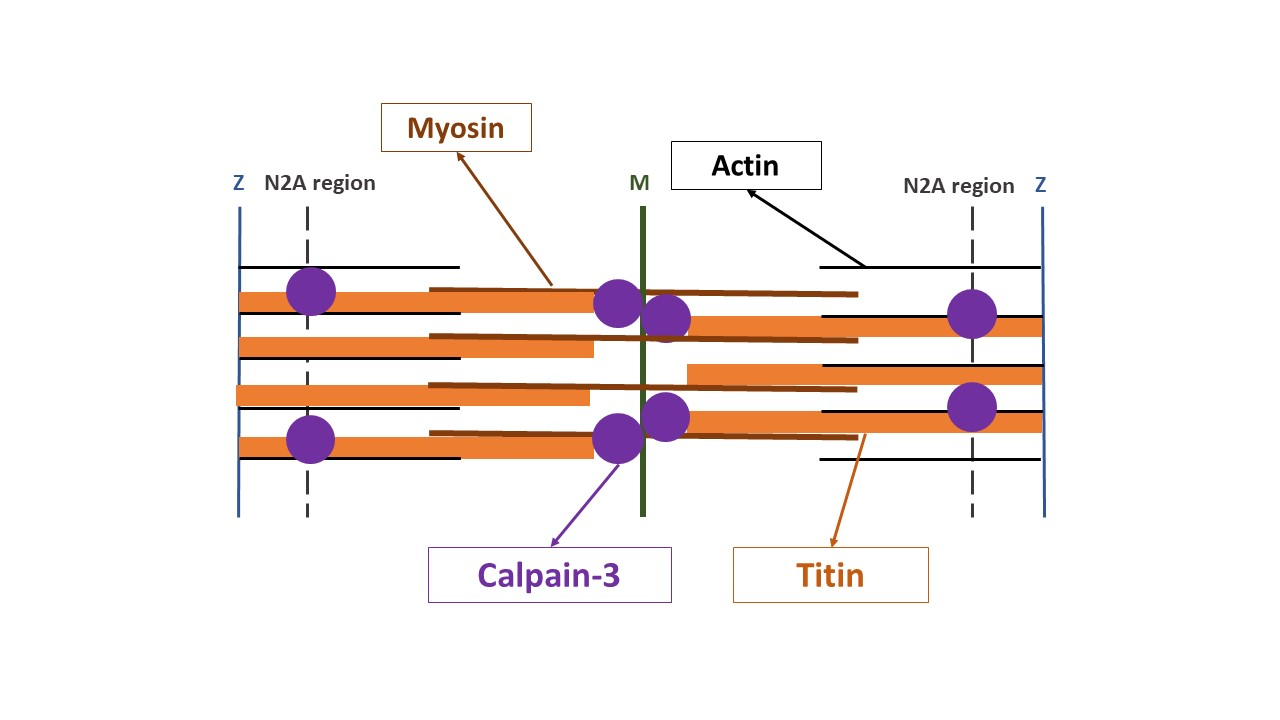 Myosin
Actin
Z
N2A region
M
N2A region
Z
Calpain-3
Titin